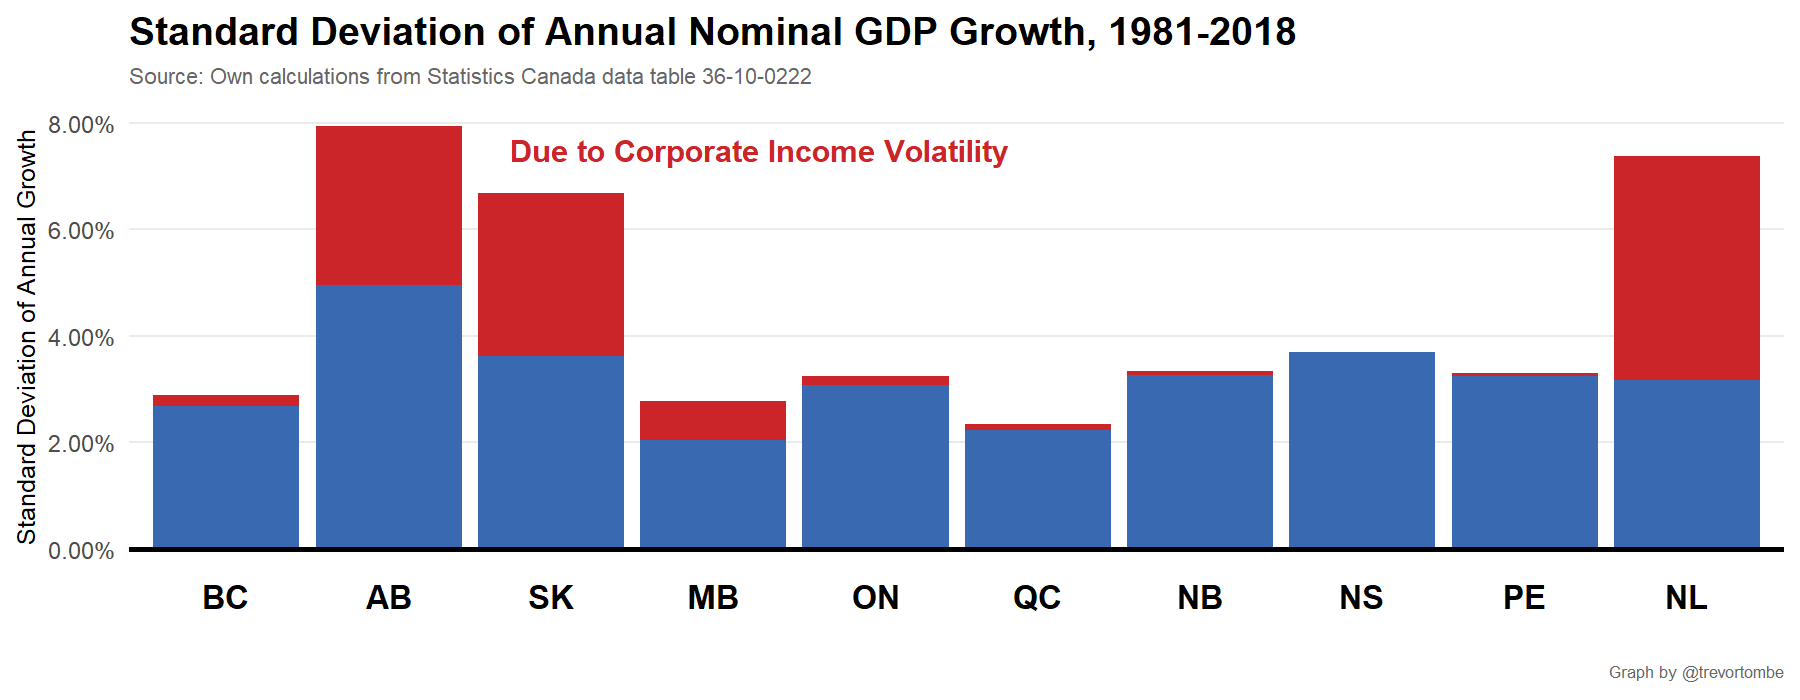 Standard Deviation of Annual Nominal GDP Growth, 1981-2018
Source: Own calculations from Statistics Canada data table 36-10-0222
Standard Deviation of Annual Growth
8.00%
6.00%
4.00%
2.00%
0.00%
Due to Corporate Income Volatility
BC AB SK MB ON QC NB NS PE NL
Graph by @trevortombe